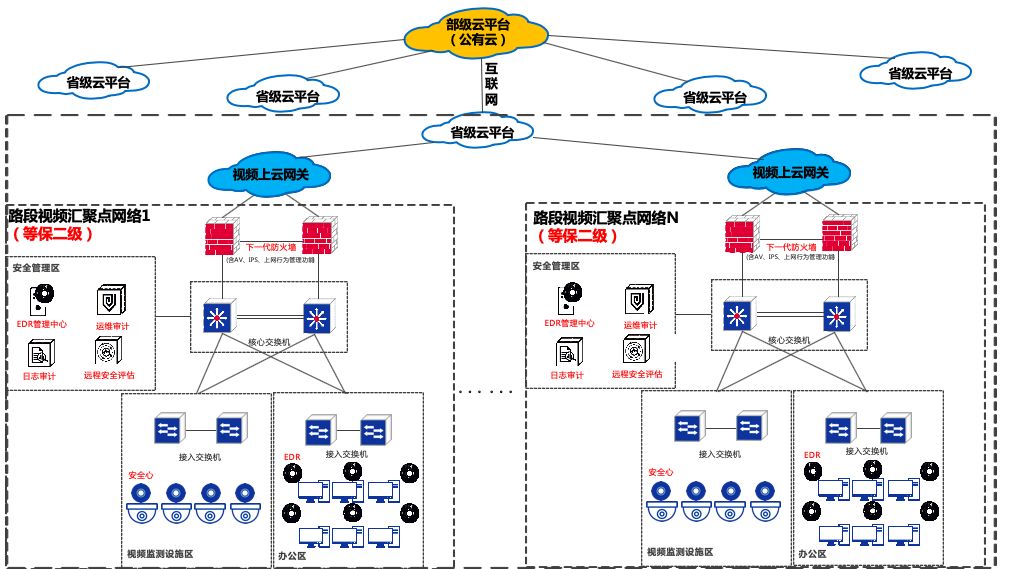 部级云平台
（公有云）
省级云平台
省级云平台
互
联
网
省级云平台
省级云平台
省级云平台
视频上云网关
视频上云网关
路段视频汇聚点网络1
（等保二级）
下一代防火墙
(含AV、IPS、上网行为管理功能)
安全管理区
EDR管理中心
运维审计
日志审计
远程安全评估
核心交换机
接入交换机
安全心
视频监测设施区
接入交换机
EDR
办公区
......
路段视频汇聚点网络N
（等保二级）
下一代防火墙
(含AV、IPS、上网行为管理功能)
安全管理区
EDR管理中心
运维审计
日志审计
远程安全评估
核心交换机
接入交换机
安全心
视频监测设施区
接入交换机
EDR
办公区